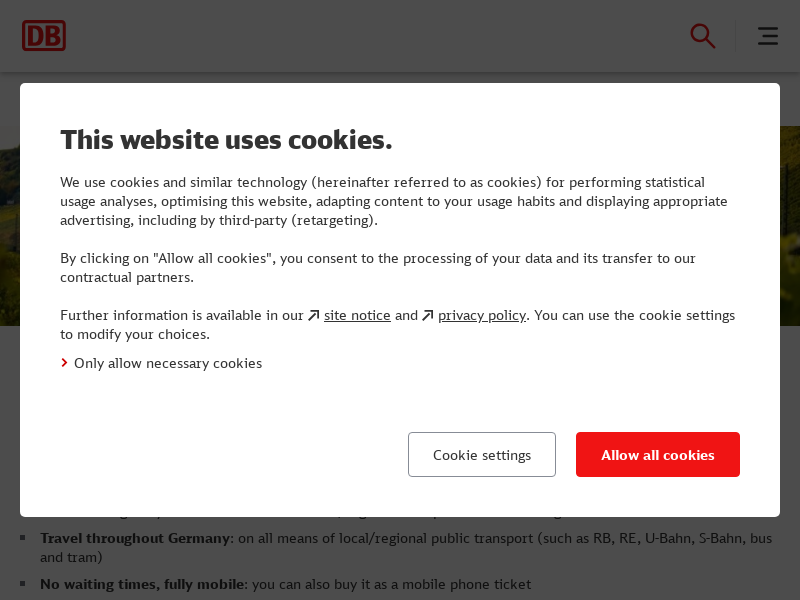 DB
This website uses cookies.
We use cookies and similar technology (hereinafter referred to as cookies) for performing statistical
usage analyses, optimising this website, adapting content to your usage habits and displaying appropriate
advertising, including by third-party (retargeting).
By clicking on "Allow all cookies", you consent to the processing of your data and its transfer to our
contractual partners.
Further information is available in our site notice and privacy policy. You can use the cookie settings
to modify your choices.
Only allow necessary cookies
Cookie settings
Allow all cookies
Travel throughout Germany: on all means of local/regional public transport (such as RB, RE, U-Bahn, S-Bahn, bus
and tram)
No waiting times, fully mobile: you can also buy it as a mobile phone ticket